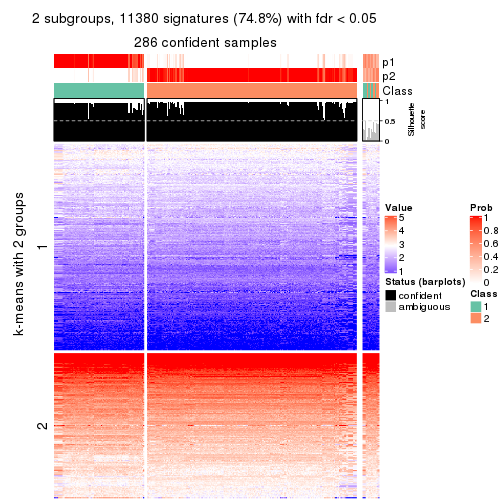 2 subgroups, 11380 signatures (74.8%) with fdr < 0.05
286 confident samples
p1
p2
Class
1
0.5
0
Silhouette
score
k-means with 2 groups
1
2
Value
5
4
3
2
1
Status (barplots)
confident
ambiguous
Prob
1
0.8
0.6
0.4
0.2
0
Class
1
2